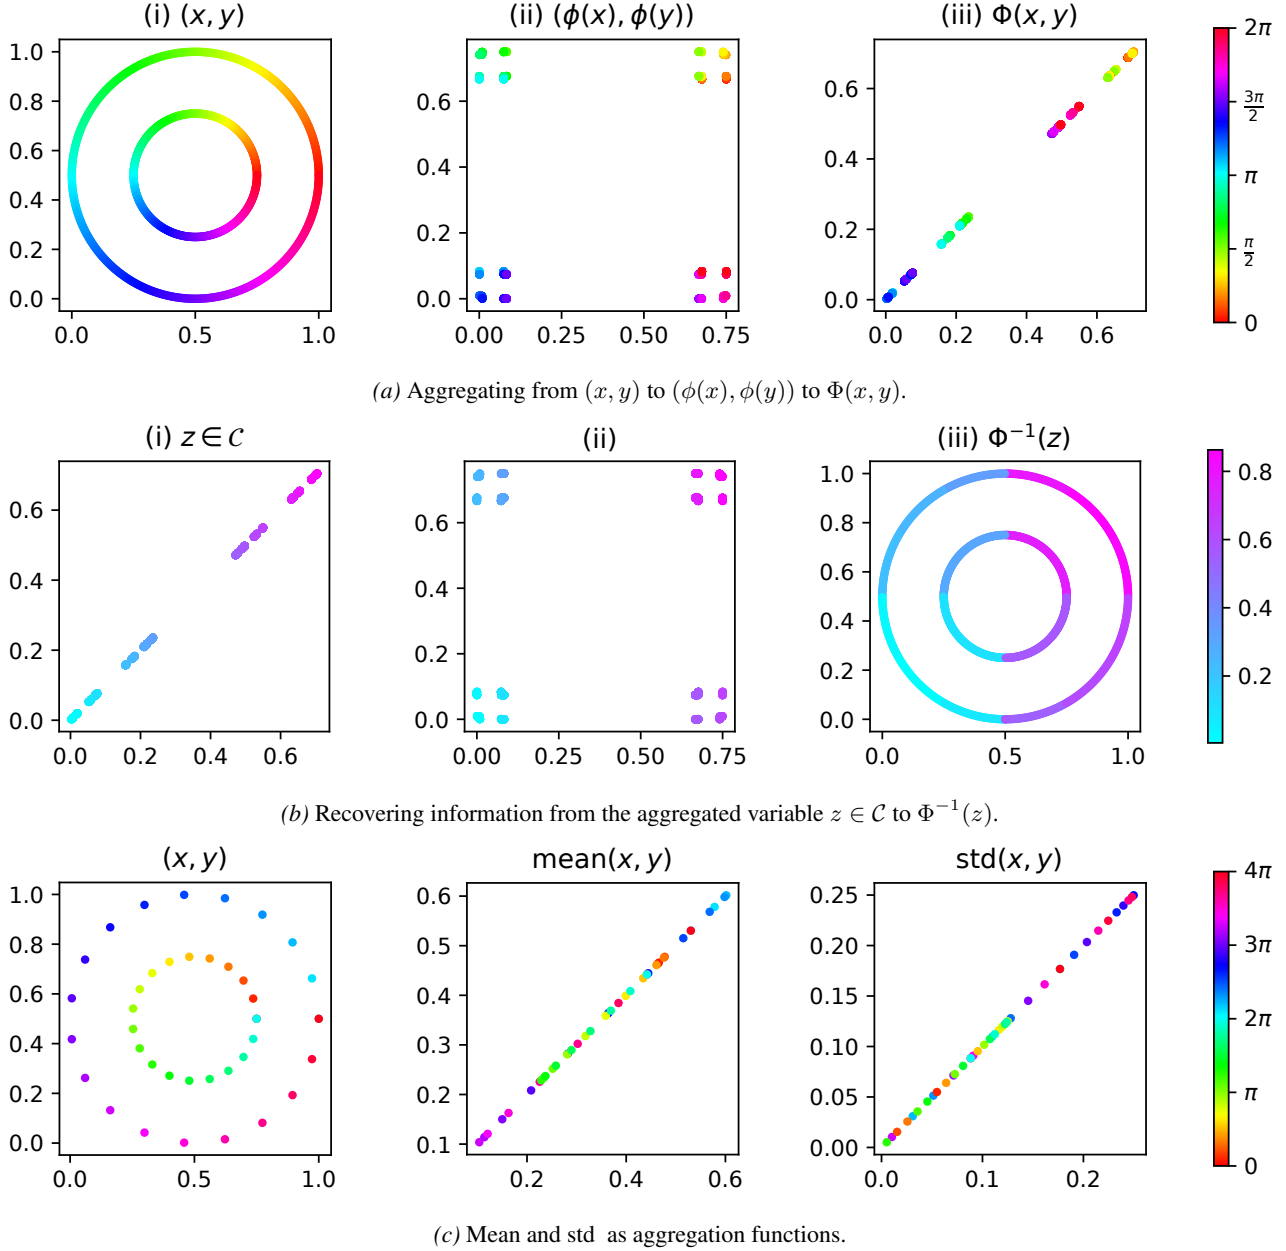 (i) (x, y)
(ii) (ϕ(x), ϕ(y))
(iii) Φ(x, y)
1.0
0.8
0.6
0.4
0.2
0.0
0.0 0.5 1.0
0.6
0.4
0.2
0.0
0.00 0.25 0.50 0.75
0.6
0.4
0.2
0.0
0.0 0.2 0.4 0.6
2π
3π/2
π
π/2
0
(a) Aggregating from (x, y) to (ϕ(x), ϕ(y)) to Φ(x, y).
(i) z ∈ 𝒞
(ii)
(iii) Φ⁻¹(z)
0.6
0.4
0.2
0.0
0.0 0.2 0.4 0.6
0.6
0.4
0.2
0.0
0.00 0.25 0.50 0.75
1.0
0.8
0.6
0.4
0.2
0.0
0.0 0.5 1.0
0.8
0.6
0.4
0.2
(b) Recovering information from the aggregated variable z ∈ 𝒞 to Φ⁻¹(z).
(x, y)
mean(x, y)
std(x, y)
1.0
0.8
0.6
0.4
0.2
0.0
0.0 0.5 1.0
0.6
0.5
0.4
0.3
0.2
0.1
0.2 0.4 0.6
0.25
0.20
0.15
0.10
0.05
0.00
0.0 0.1 0.2
4π
3π
2π
π
0
(c) Mean and std as aggregation functions.